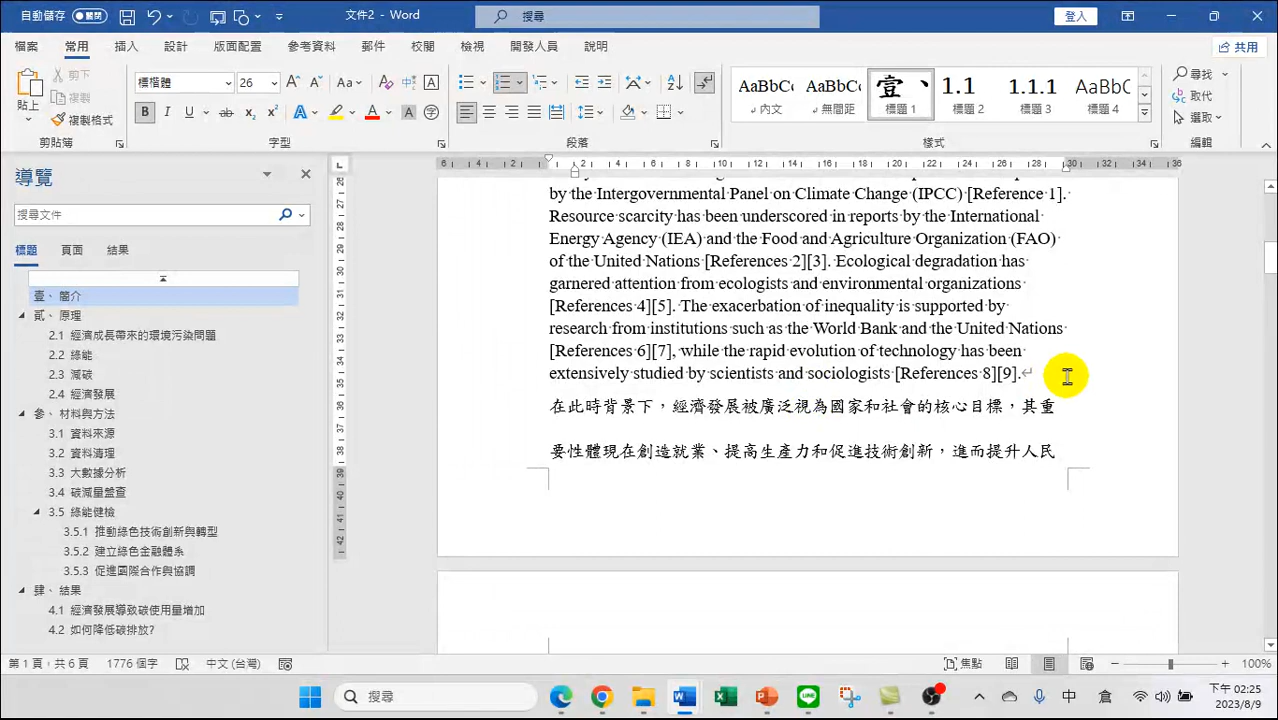 自動儲存 關閉 文件2 - Word 搜尋 登入
檔案 常用 插入 設計 版面配置 參考資料 郵件 校閱 檢視 開發人員 說明 共用
貼上 剪下 複製 複製格式 剪貼簿
標楷體 26 字型
段落
AaBbC 內文 AaBbC 無間距 壹、 標題 1 1.1 標題 2 1.1.1 標題 3 AaBbC 標題 4 樣式
尋找 取代 選取 編輯
導覽
搜尋文件
標題 頁面 結果
壹、 簡介
貳、 原理
2.1 經濟成長帶來的環境污染問題
2.2 綠能
2.3 減碳
2.4 經濟發展
參、 材料與方法
3.1 資料來源
3.2 資料清理
3.3 大數據分析
3.4 碳減量盤查
3.5 綠能健檢
3.5.1 推動綠色技術創新與轉型
3.5.2 建立綠色金融體系
3.5.3 促進國際合作與協調
肆、 結果
4.1 經濟發展導致碳使用量增加
4.2 如何降低碳排放?
by the Intergovernmental Panel on Climate Change (IPCC) [Reference 1].
Resource scarcity has been underscored in reports by the International
Energy Agency (IEA) and the Food and Agriculture Organization (FAO)
of the United Nations [References 2][3]. Ecological degradation has
garnered attention from ecologists and environmental organizations
[References 4][5]. The exacerbation of inequality is supported by
research from institutions such as the World Bank and the United Nations
[References 6][7], while the rapid evolution of technology has been
extensively studied by scientists and sociologists [References 8][9].
在此時背景下，經濟發展被廣泛視為國家和社會的核心目標，其重
要性體現在創造就業、提高生產力和促進技術創新，進而提升人民
第 1 頁，共 6 頁 1776 個字 中文 (台灣) 焦點 100%
搜尋 中 下午 02:25
2023/8/9